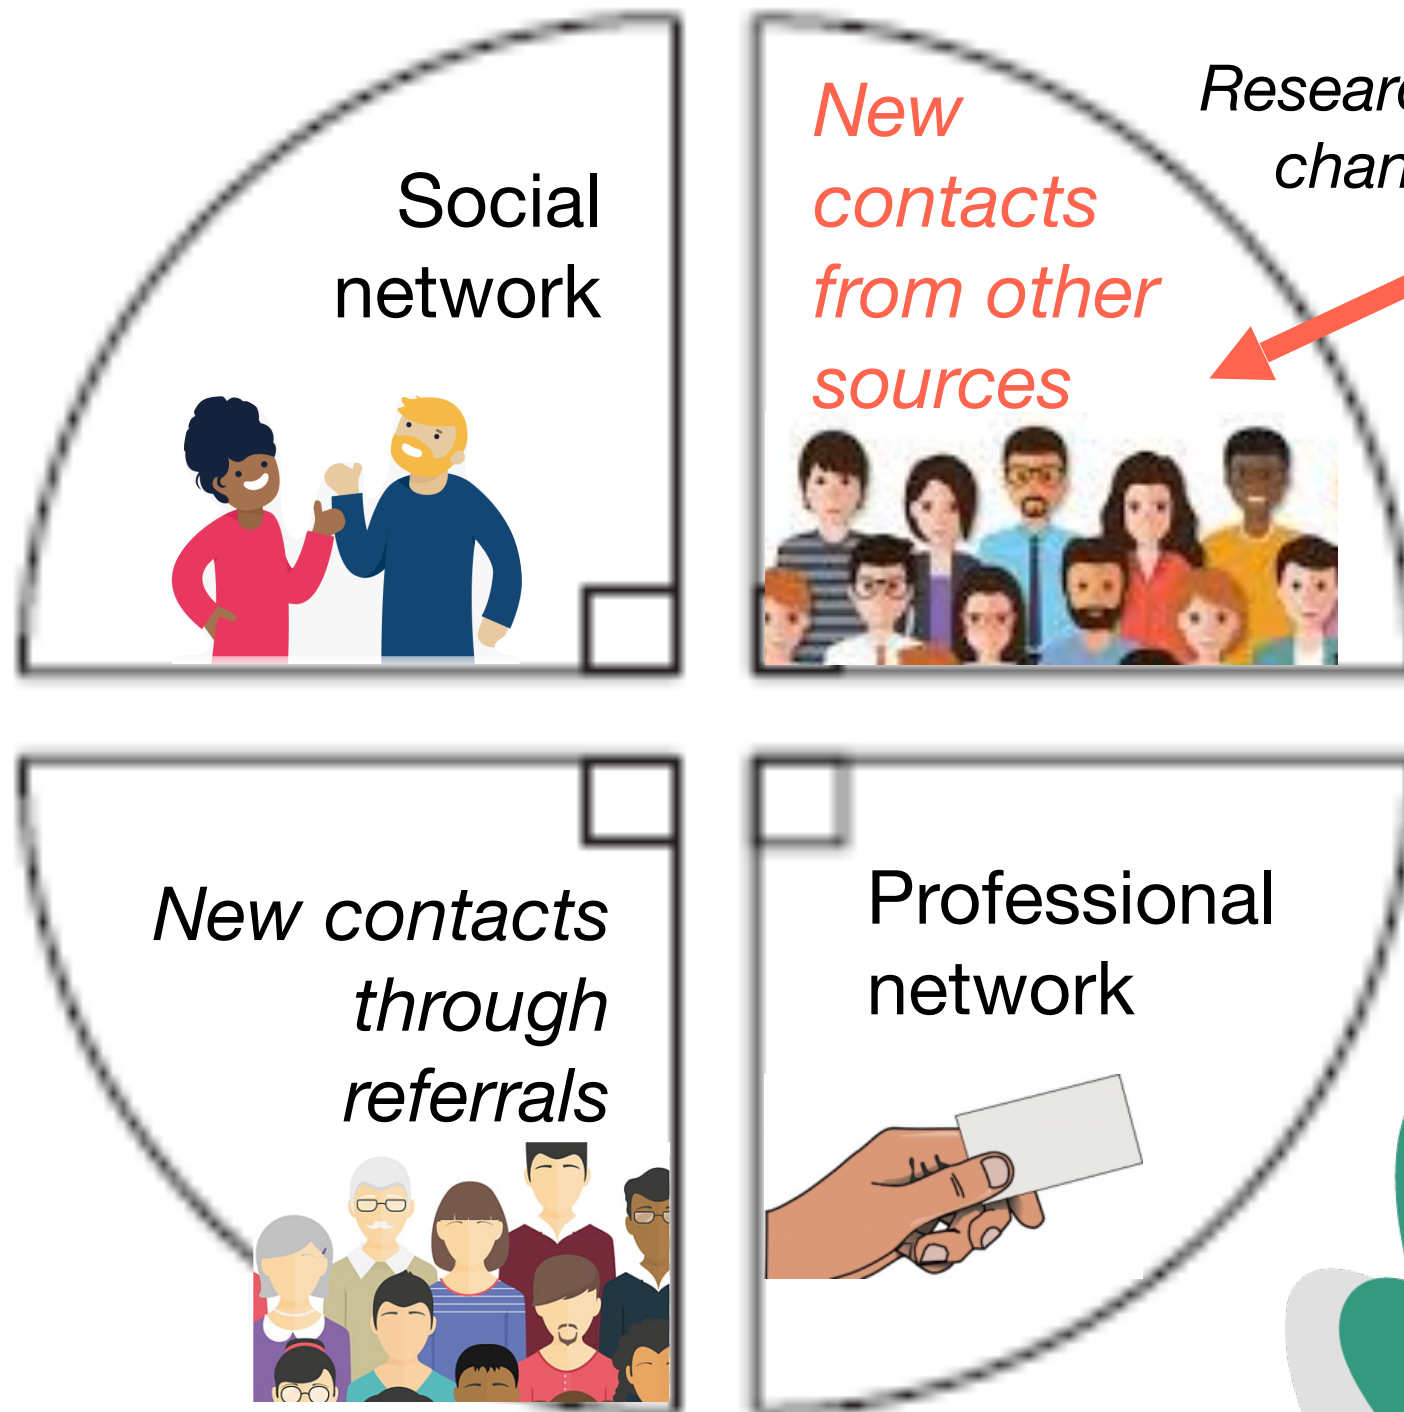 Social
network
New
contacts
from other
sources
New contacts
through
referrals
Professional
network